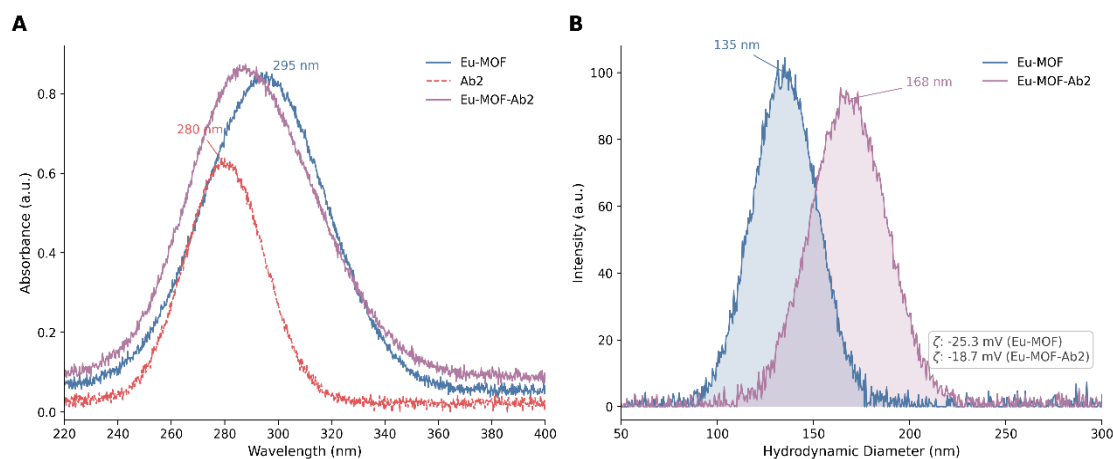 A
Absorbance (a.u.)
0.8
0.6
0.4
0.2
0.0
295 nm
280 nm
Eu-MOF
Ab2
Eu-MOF-Ab2
220
240
260
280
300
320
340
360
380
400
Wavelength (nm)
B
Intensity (a.u.)
100
80
60
40
20
0
135 nm
168 nm
Eu-MOF
Eu-MOF-Ab2
ζ: -25.3 mV (Eu-MOF)
ζ: -18.7 mV (Eu-MOF-Ab2)
50
100
150
200
250
300
Hydrodynamic Diameter (nm)